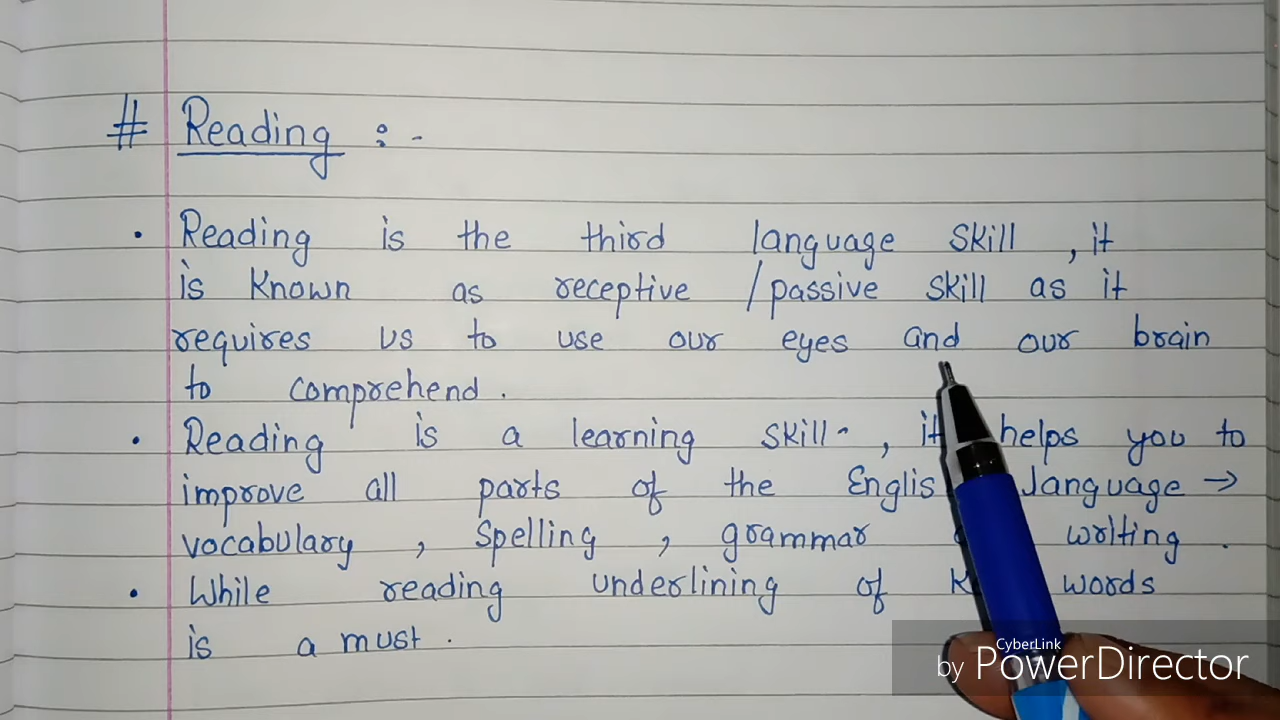 # Reading :-
• Reading is the third language skill , it
is known as receptive / passive skill as it
requires us to use our eyes and our brain
to comprehend .
• Reading is a learning skill , it helps you to
improve all parts of the Englis language →
vocabulary , spelling , grammar writing .
• While reading underlining of words
is a must .
CyberLink
by PowerDirector